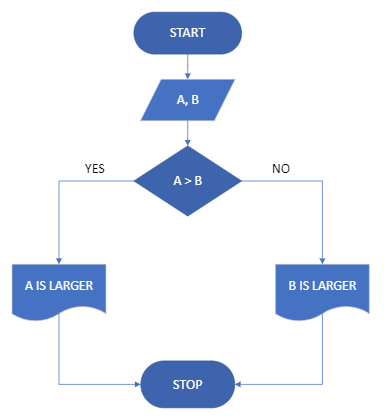 START
A, B
A > B
YES
NO
A IS LARGER
B IS LARGER
STOP